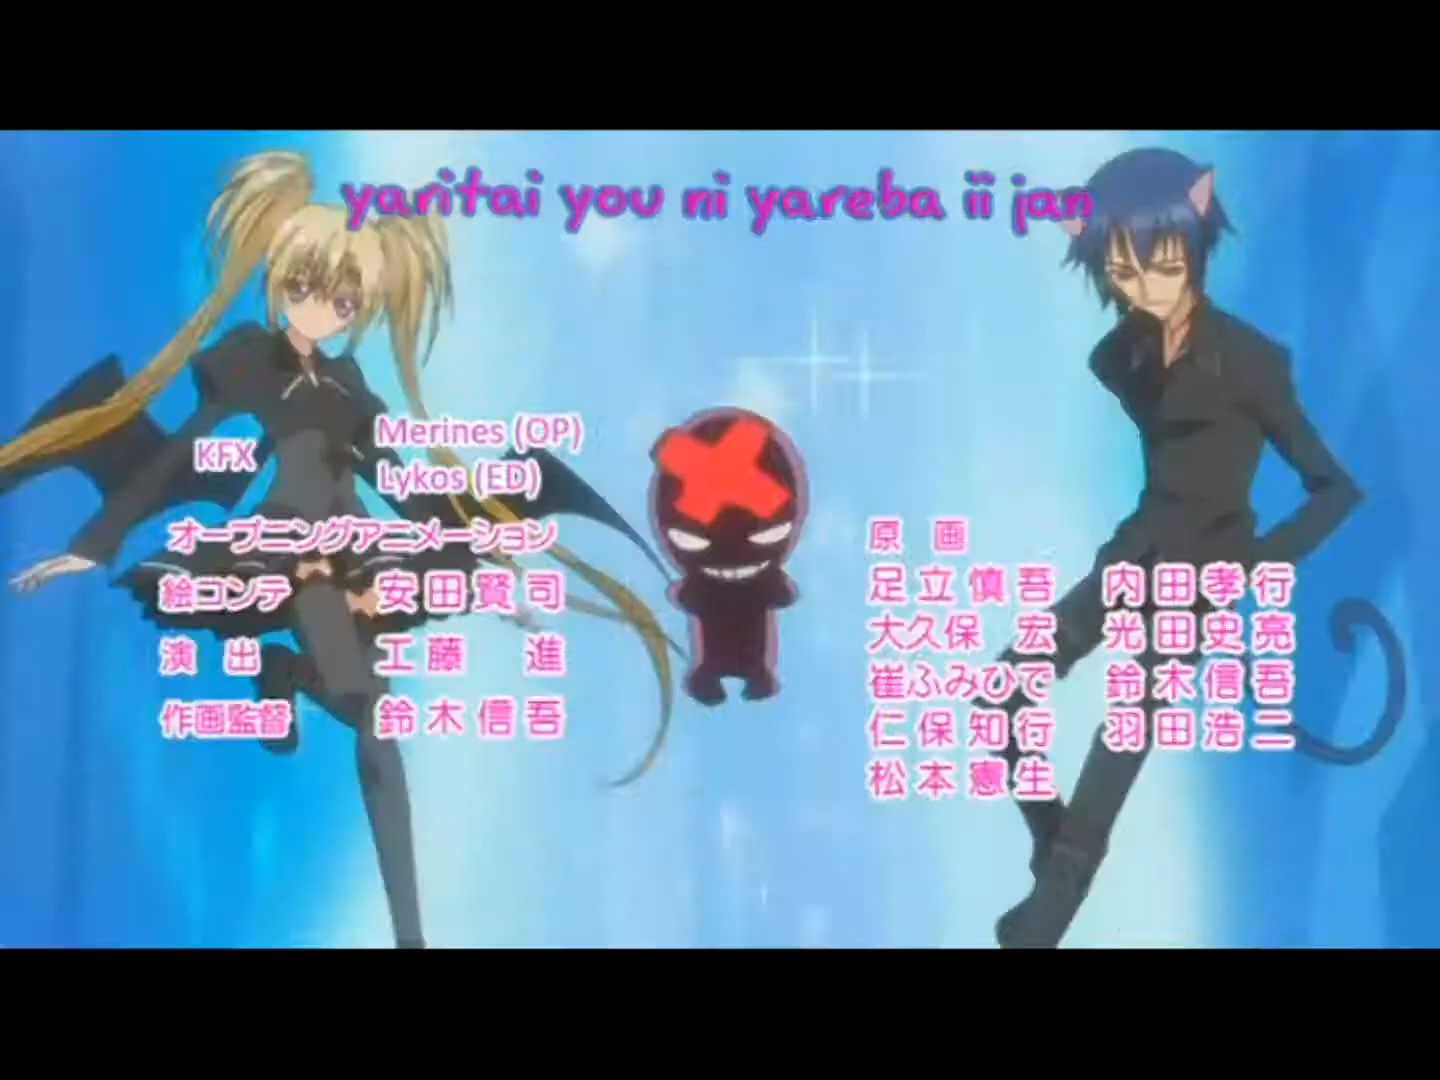 yaritai you ni yareba ii jan
KFX
Merines (OP)
Lykos (ED)
オープニングアニメーション
絵コンテ 安田賢司
演出 工藤 進
作画監督 鈴木信吾
原画
足立慎吾 内田孝行
大久保 宏 光田史亮
崔ふみひで 鈴木信吾
仁保知行 羽田浩二
松本憲生